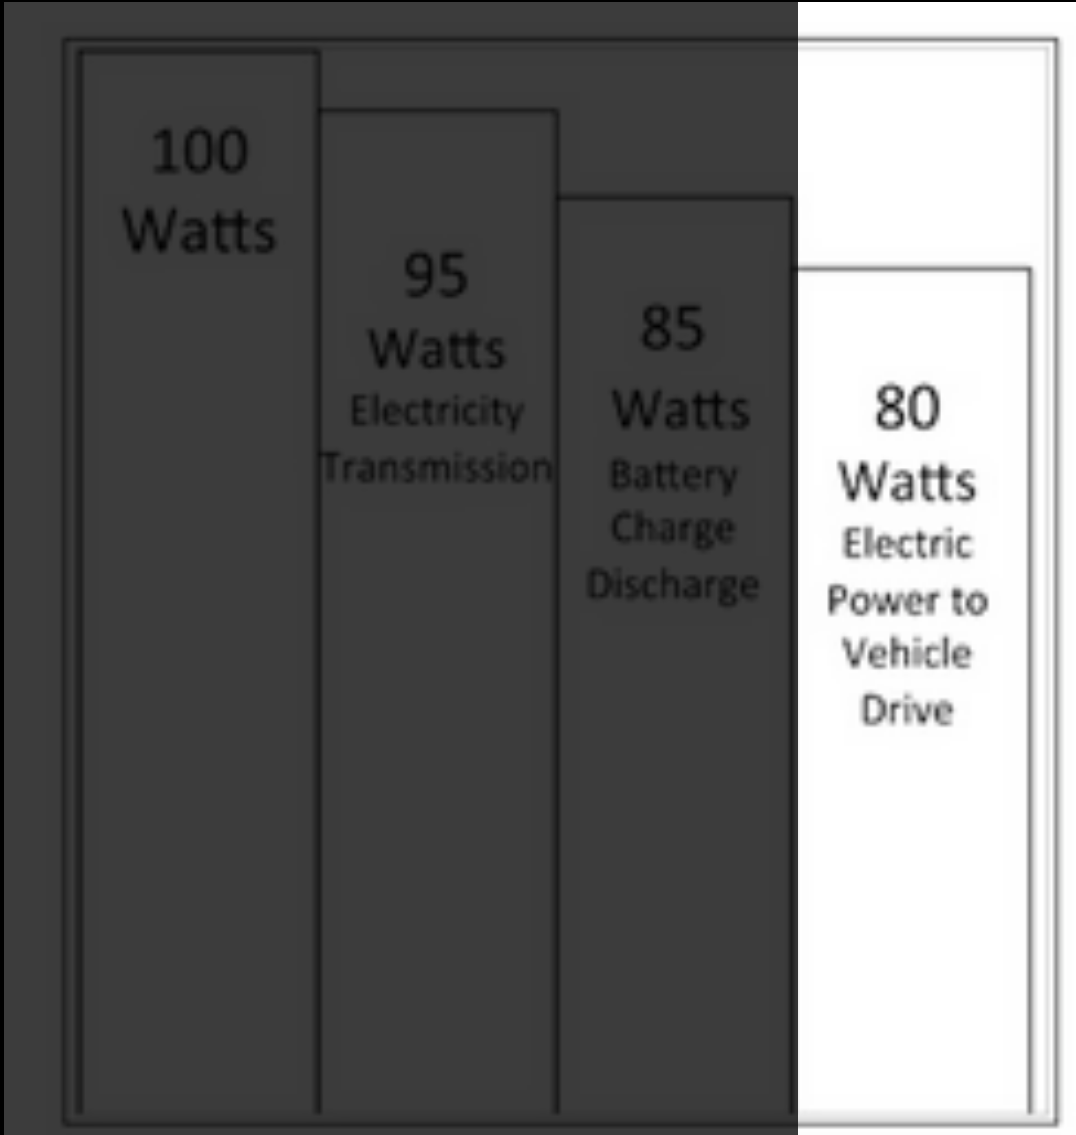 100
Watts
95
Watts
Electricity
Transmission
85
Watts
Battery
Charge
Discharge
80
Watts
Electric
Power to
Vehicle
Drive